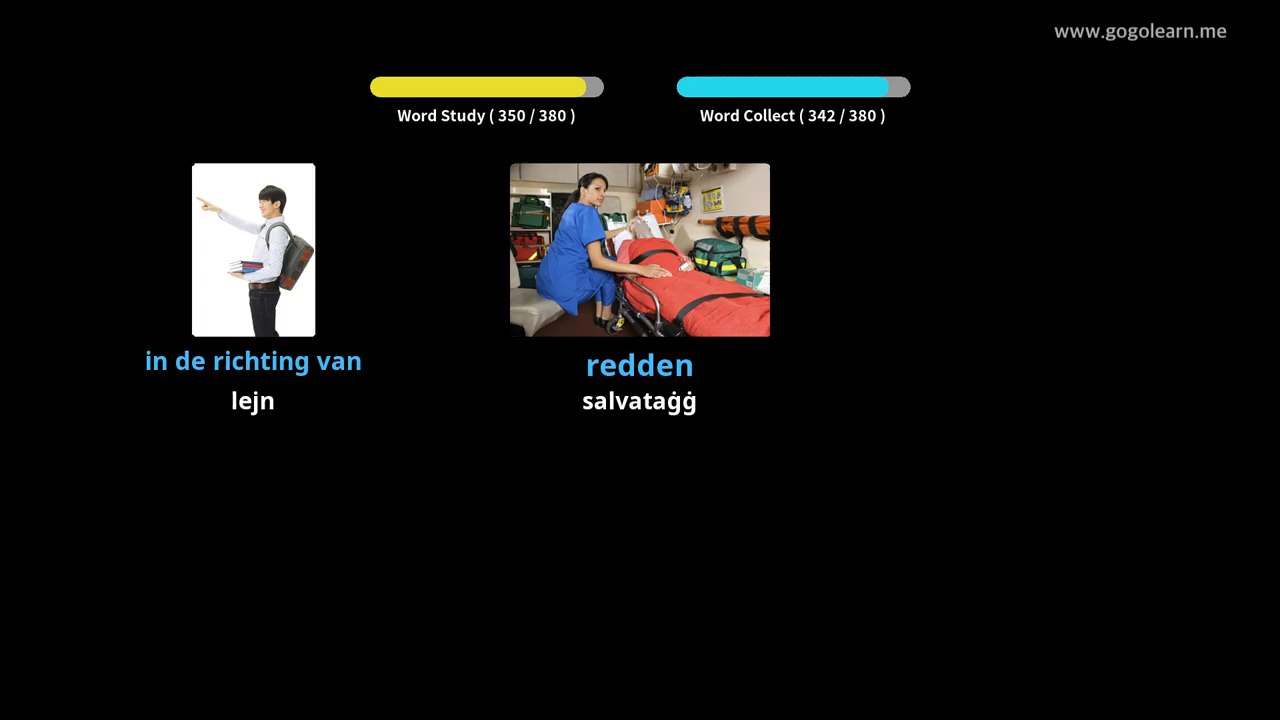 www.gogolearn.me
Word Study ( 350 / 380 )
Word Collect ( 342 / 380 )
in de richting van
lejn
redden
salvataġġ